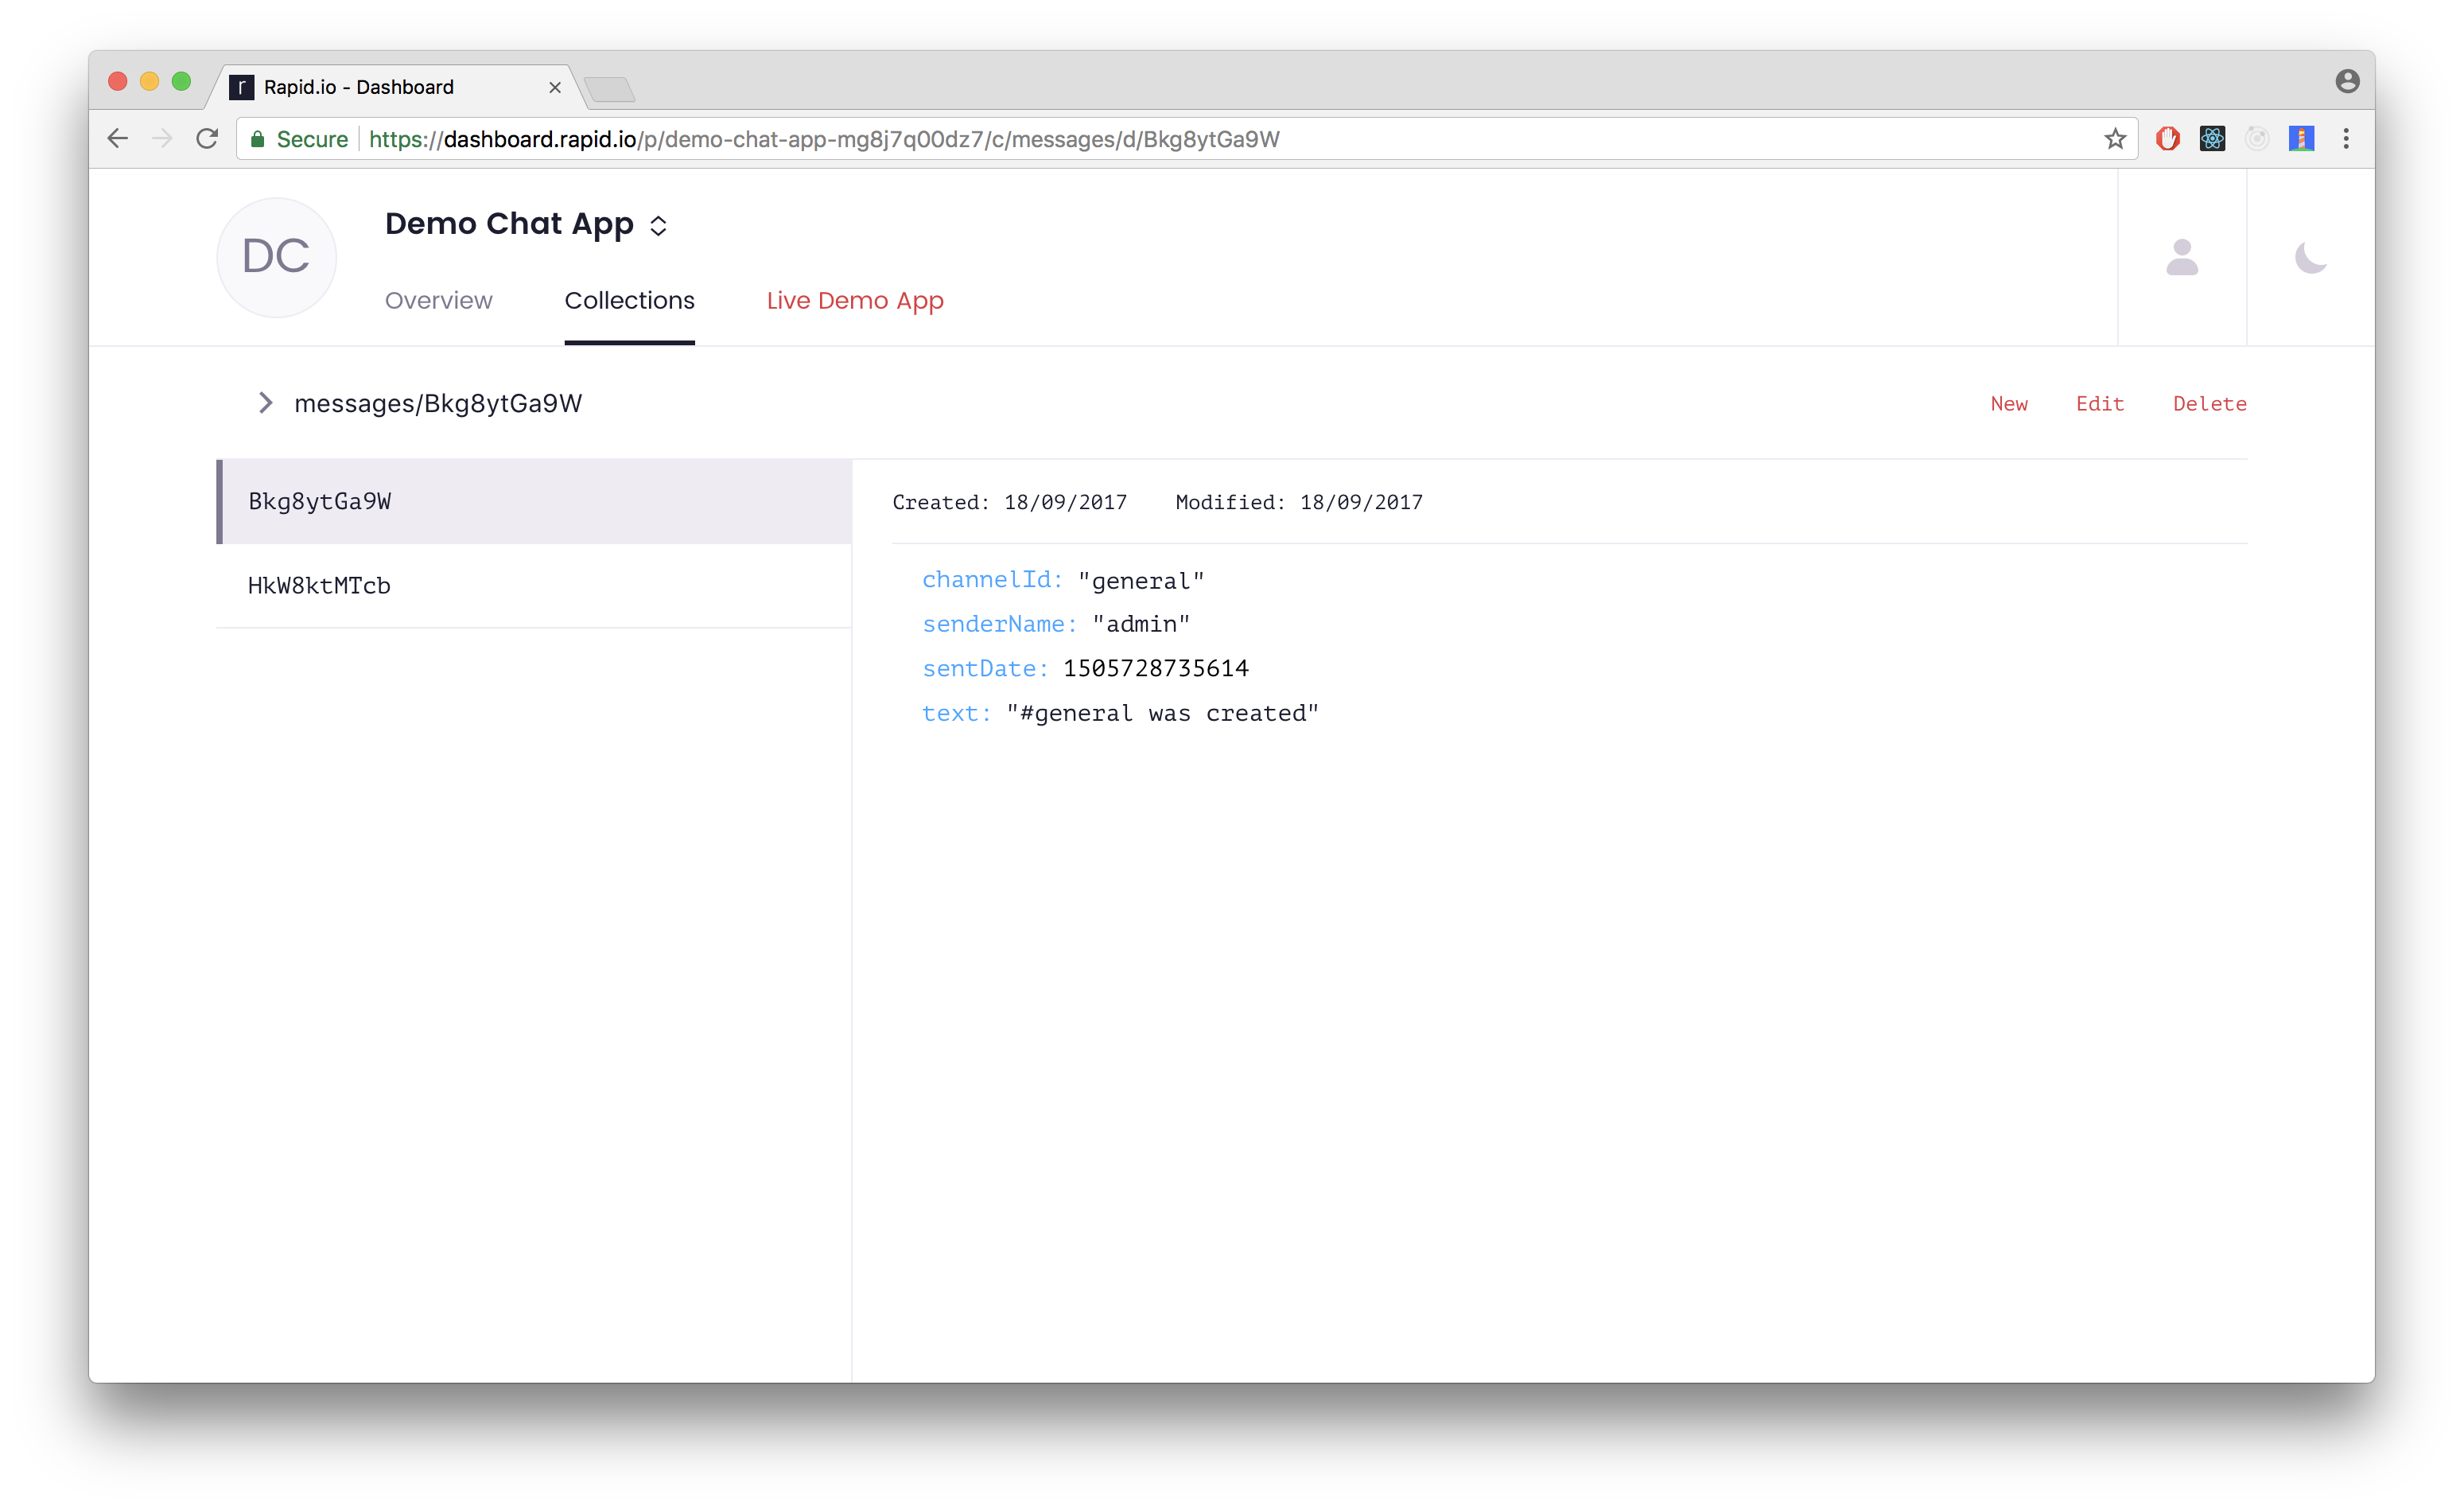 Rapid.io - Dashboard
Secure https://dashboard.rapid.io/p/demo-chat-app-mg8j7q00dz7/c/messages/d/Bkg8ytGa9W
DC
Demo Chat App
Overview Collections Live Demo App
messages/Bkg8ytGa9W
New Edit Delete
Bkg8ytGa9W
HkW8ktMTcb
Created: 18/09/2017 Modified: 18/09/2017
channelId: "general"
senderName: "admin"
sentDate: 1505728735614
text: "#general was created"